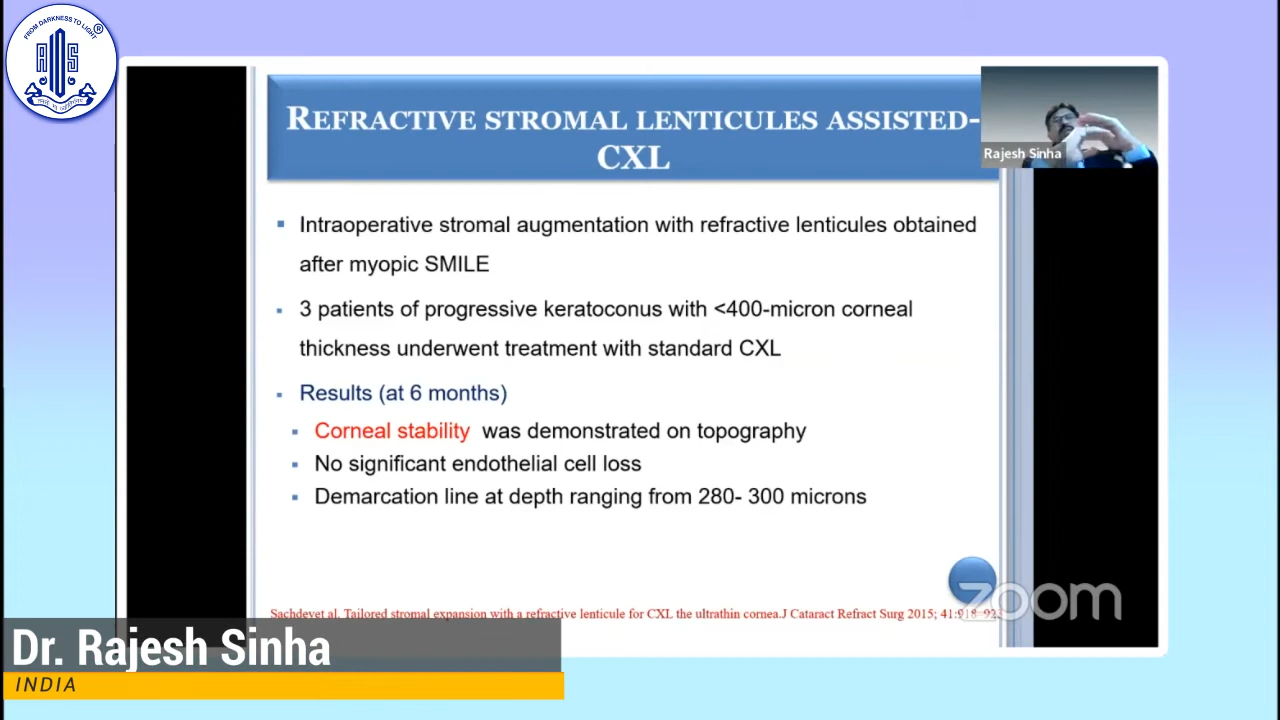 FROM DARKNESS TO LIGHT
®
AIOS
REFRACTIVE STROMAL LENTICULES ASSISTED-
CXL
Rajesh Sinha
▪ Intraoperative stromal augmentation with refractive lenticules obtained
after myopic SMILE
▪ 3 patients of progressive keratoconus with <400-micron corneal
thickness underwent treatment with standard CXL
▪ Results (at 6 months)
▪ Corneal stability was demonstrated on topography
▪ No significant endothelial cell loss
▪ Demarcation line at depth ranging from 280- 300 microns
zoom
Sachdevet al. Tailored stromal expansion with a refractive lenticule for CXL the ultrathin cornea.J Cataract Refract Surg 2015; 41:918–923
Dr. Rajesh Sinha
INDIA